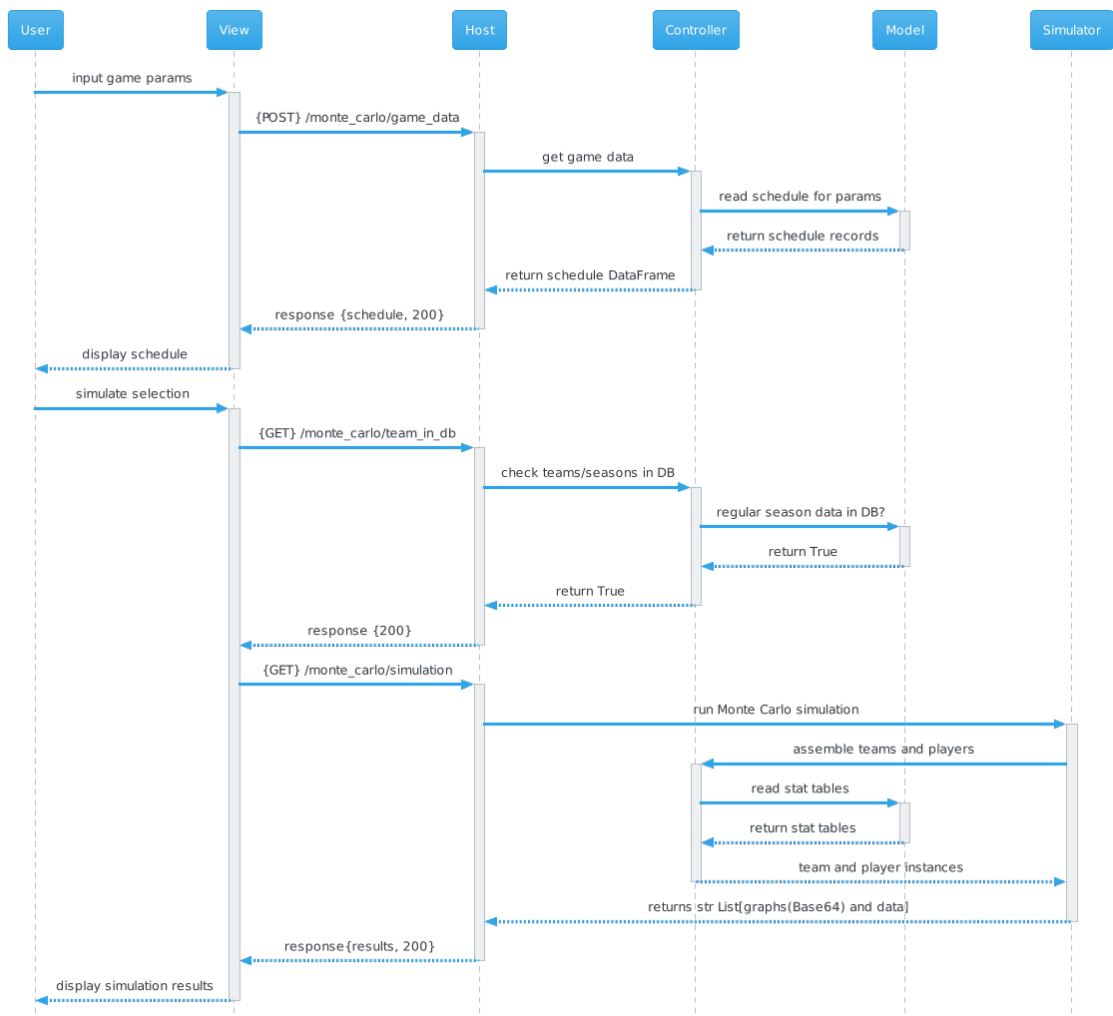 User
View
Host
Controller
Model
Simulator
input game params
{POST} /monte_carlo/game_data
get game data
read schedule for params
return schedule records
return schedule DataFrame
response {schedule, 200}
display schedule
simulate selection
{GET} /monte_carlo/team_in_db
check teams/seasons in DB
regular season data in DB?
return True
return True
response {200}
{GET} /monte_carlo/simulation
run Monte Carlo simulation
assemble teams and players
read stat tables
return stat tables
team and player instances
returns str List[graphs(Base64) and data]
response{results, 200}
display simulation results